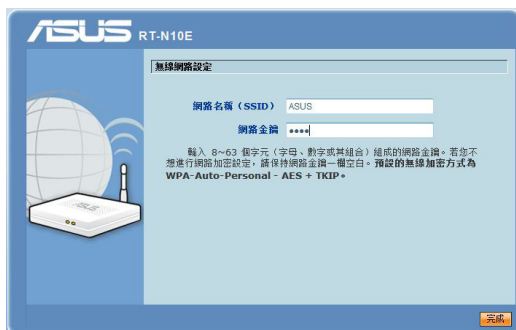 ASUS RT-N10E
無線網路設定
網路名稱（SSID） ASUS
網路金鑰 ••••
輸入 8~63 個字元（字母、數字或其組合）組成的網路金鑰。若您不
想進行網路加密設定，請保持網路金鑰一欄空白。預設的無線加密方式為
WPA-Auto-Personal - AES + TKIP。
ASUS
完成